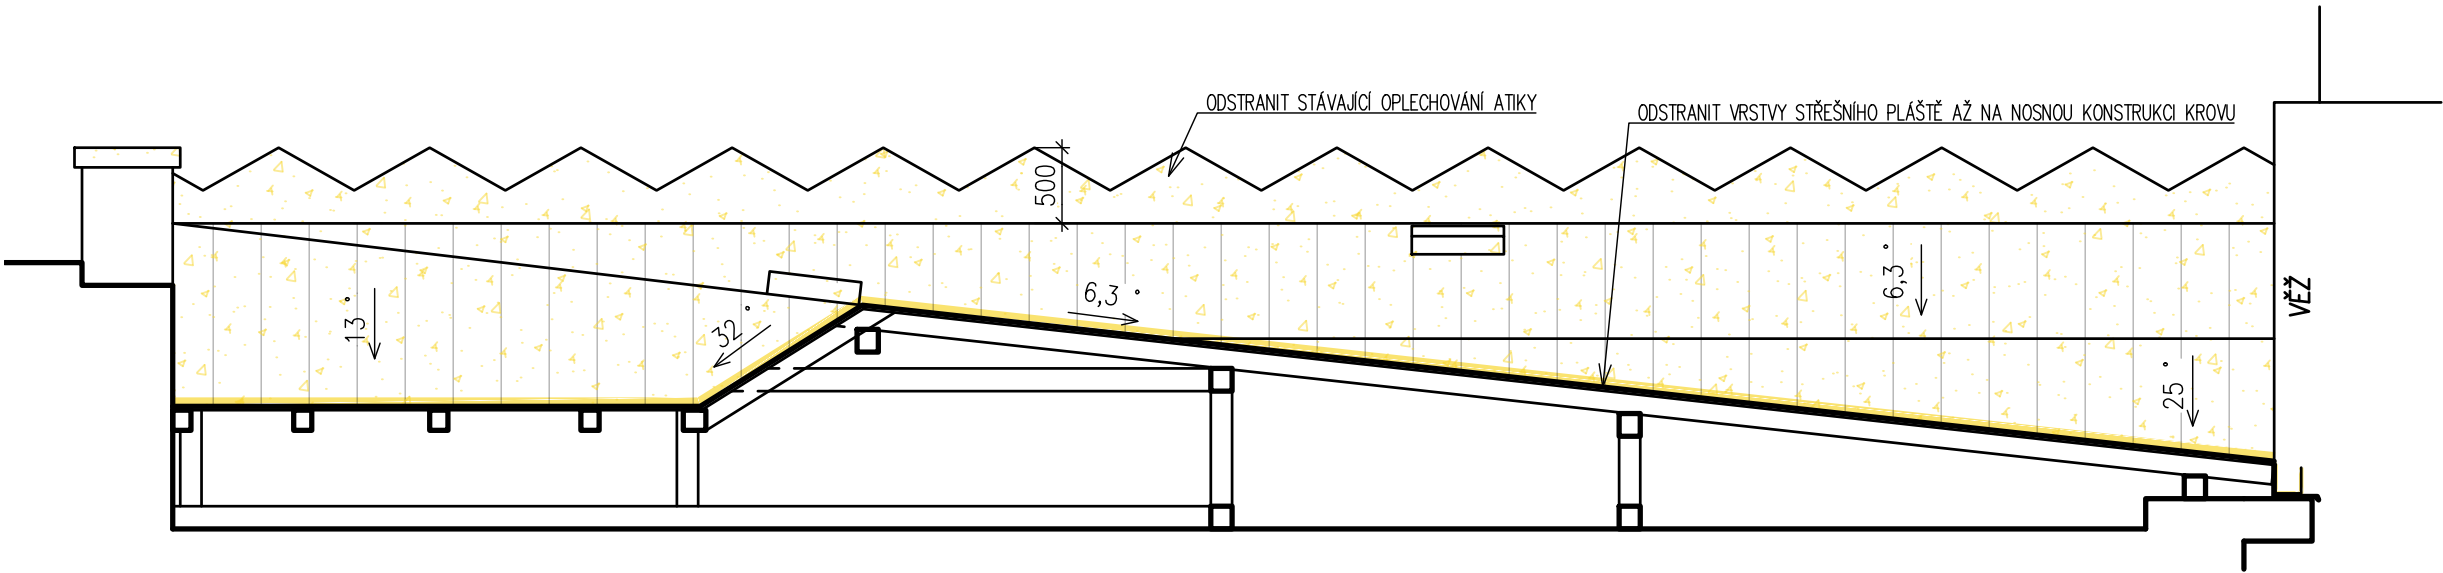 ODSTRANIT STÁVAJÍCÍ OPLECHOVÁNÍ ATIKY
ODSTRANIT VRSTVY STŘEŠNÍHO PLÁŠTĚ AŽ NA NOSNOU KONSTRUKCI KROVU
500
6,3 °
6,3 °
VĚŽ
13 °
32 °
25 °